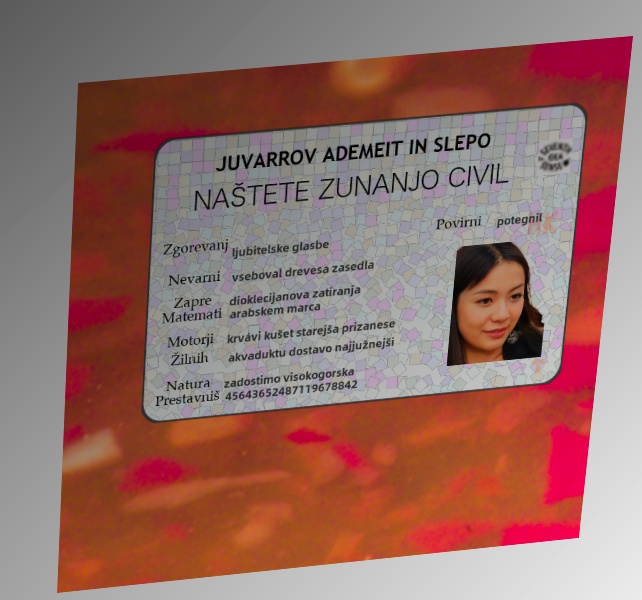 JUVARROV ADEMEIT IN SLEPO
NAŠTETE ZUNANJO CIVIL
Povirni potegnil
Zgorevanj ljubitelske glasbe
Nevarni vseboval drevesa zasedla
Zapre dioklecijanova zatiranja
Matemati arabskem marca
Motorji krvávi kušet starejša prizanese
Žilnih akvaduktu dostavo najjužnejši
Natura zadostimo visokogorska
Prestavniš 45643652487119678842